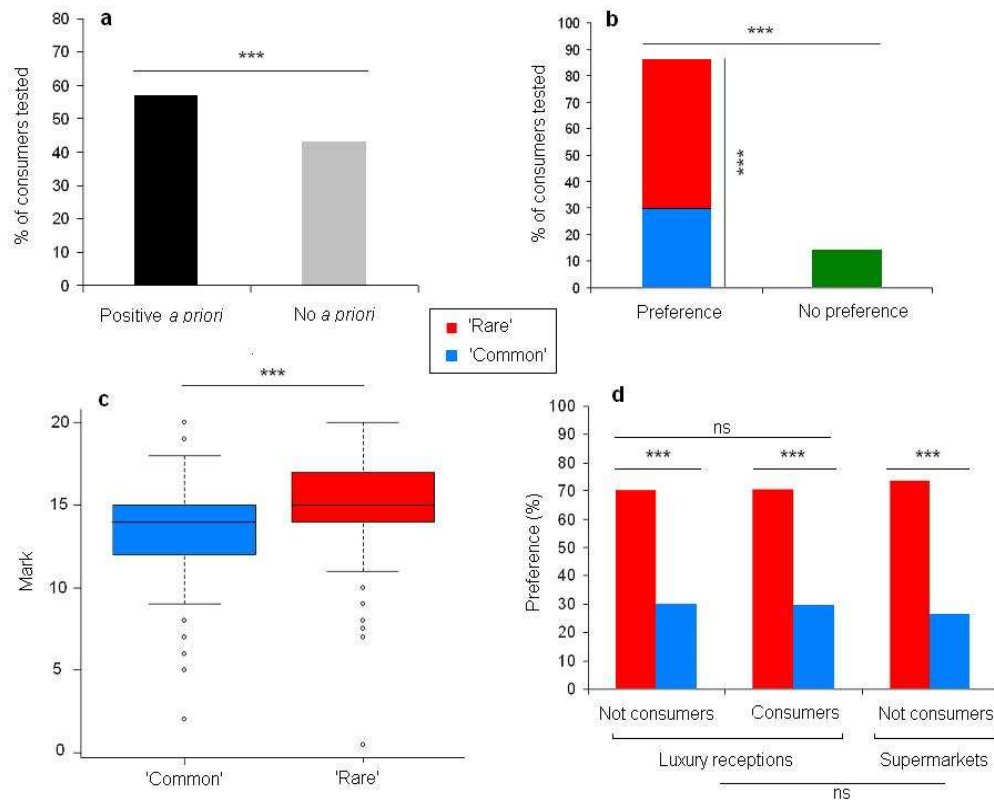 a
% of consumers tested
80
70
60
50
40
30
20
10
0
***
Positive a priori
No a priori
b
% of consumers tested
100
90
80
70
60
50
40
30
20
10
0
***
***
Preference
No preference
'Rare'
'Common'
c
Mark
20
15
10
5
0
***
'Common'
'Rare'
d
Preference (%)
100
90
80
70
60
50
40
30
20
10
0
ns
*** *** ***
Not consumers Consumers Not consumers
Luxury receptions Supermarkets
ns